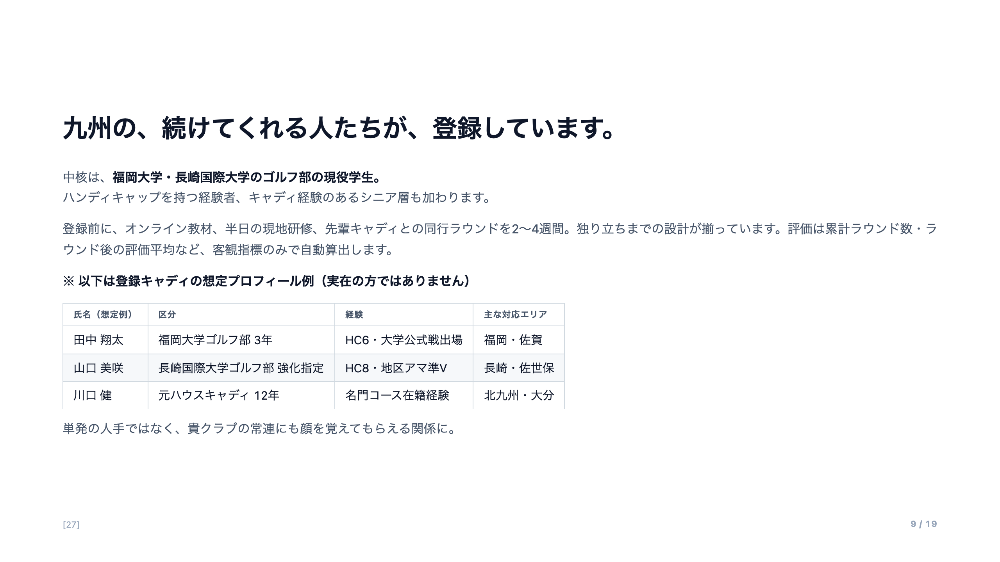 九州の、続けてくれる人たちが、登録しています。
中核は、福岡大学・長崎国際大学のゴルフ部の現役学生。
ハンディキャップを持つ経験者、キャディ経験のあるシニア層も加わります。
登録前に、オンライン教材、半日の現地研修、先輩キャディとの同行ラウンドを2〜4週間。独り立ちまでの設計が揃っています。評価は累計ラウンド数・ラ
ウンド後の評価平均など、客観指標のみで自動算出します。
※ 以下は登録キャディの想定プロフィール例（実在の方ではありません）
氏名（想定例） 区分 経験 主な対応エリア
田中 翔太 福岡大学ゴルフ部 3年 HC6・大学公式戦出場 福岡・佐賀
山口 美咲 長崎国際大学ゴルフ部 強化指定 HC8・地区アマ準V 長崎・佐世保
川口 健 元ハウスキャディ 12年 名門コース在籍経験 北九州・大分
単発の人手ではなく、貴クラブの常連にも顔を覚えてもらえる関係に。
[27]
9 / 19